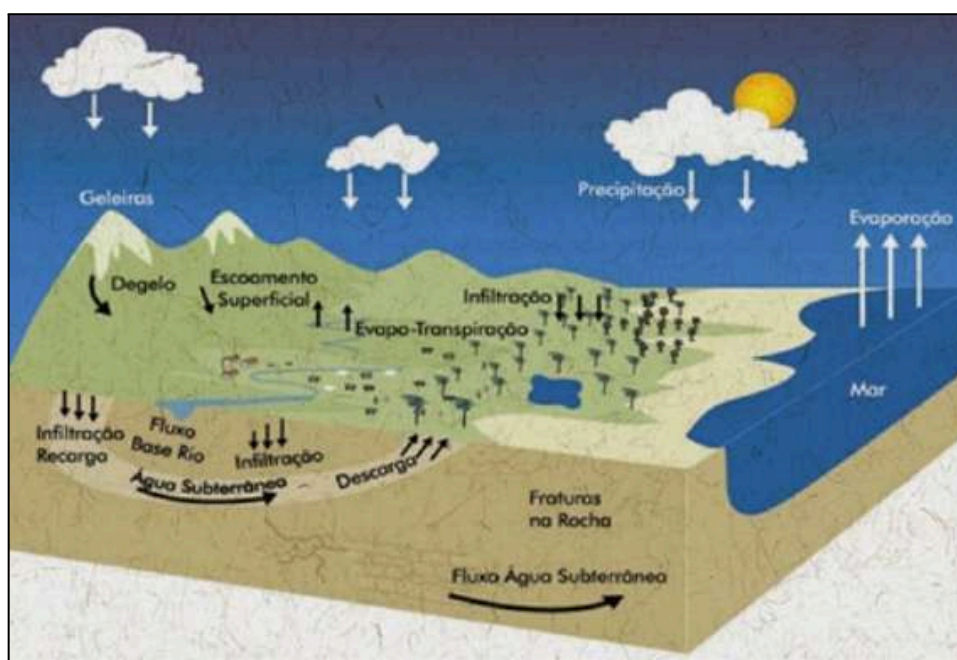 Geleiras
Precipitação
Evaporação
Degelo
Escoamento
Superficial
Infiltração
Evapo-Transpiração
Mar
Infiltração
Recarga
Fluxo
Base Rio
Infiltração
Descarga
Água Subterrânea
Fraturas
na Rocha
Fluxo Água Subterrânea